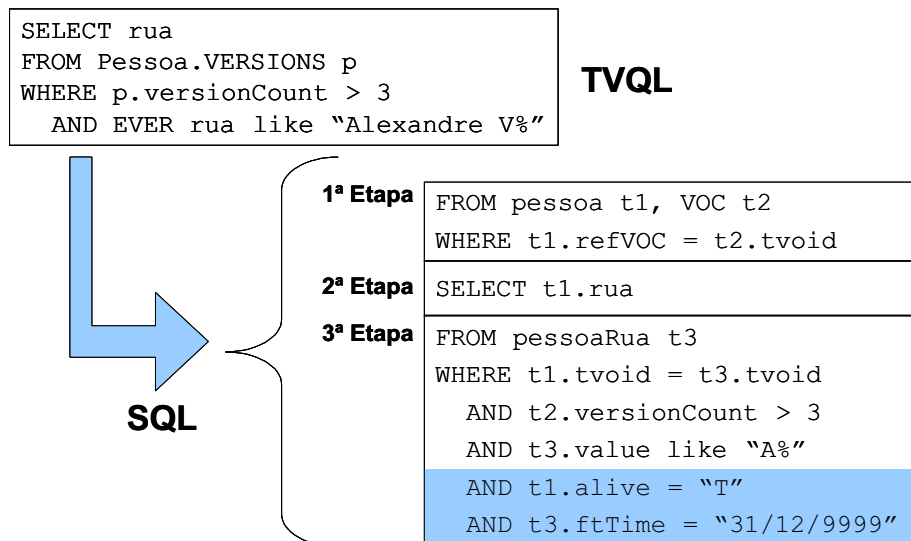 SELECT rua
FROM Pessoa.VERSIONS p
WHERE p.versionCount > 3
AND EVER rua like “Alexandre V%”
TVQL
1ª Etapa
FROM pessoa t1, VOC t2
WHERE t1.refVOC = t2.tvoid
2ª Etapa
SELECT t1.rua
3ª Etapa
FROM pessoaRua t3
WHERE t1.tvoid = t3.tvoid
AND t2.versionCount > 3
AND t3.value like “A%”
AND t1.alive = “T”
AND t3.ftTime = “31/12/9999”
SQL